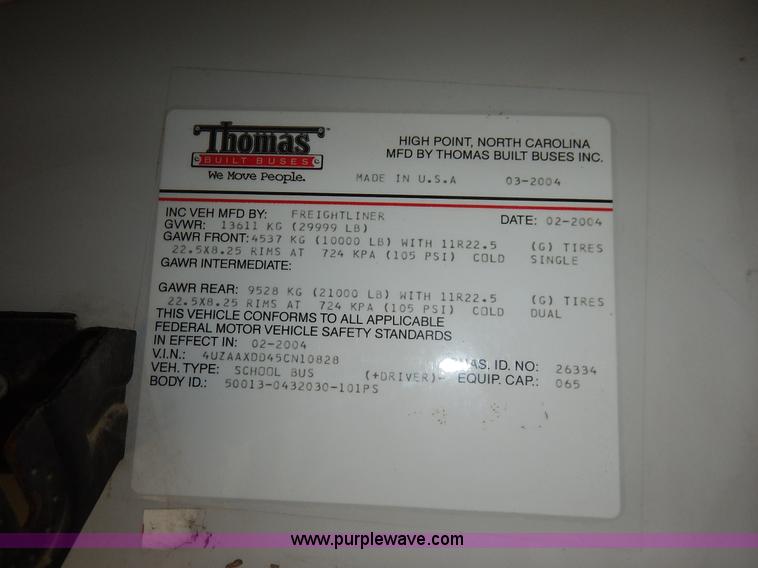 Thomas™
BUILT BUSES
We Move People.
HIGH POINT, NORTH CAROLINA
MFD BY THOMAS BUILT BUSES INC.
MADE IN U.S.A 03-2004
INC VEH MFD BY: FREIGHTLINER DATE: 02-2004
GVWR: 13611 KG (29999 LB)
GAWR FRONT: 4537 KG (10000 LB) WITH 11R22.5 (G) TIRES
22.5X8.25 RIMS AT 724 KPA (105 PSI) COLD SINGLE
GAWR INTERMEDIATE:
GAWR REAR: 9528 KG (21000 LB) WITH 11R22.5 (G) TIRES
22.5X8.25 RIMS AT 724 KPA (105 PSI) COLD DUAL
THIS VEHICLE CONFORMS TO ALL APPLICABLE
FEDERAL MOTOR VEHICLE SAFETY STANDARDS
IN EFFECT IN: 02-2004
V.I.N.: 4UZAAXDD45CN10828 ID. NO: 26334
VEH. TYPE: SCHOOL BUS (+DRIVER)- EQUIP. CAP.: 065
BODY ID.: 50013-0432030-101PS
www.purplewave.com